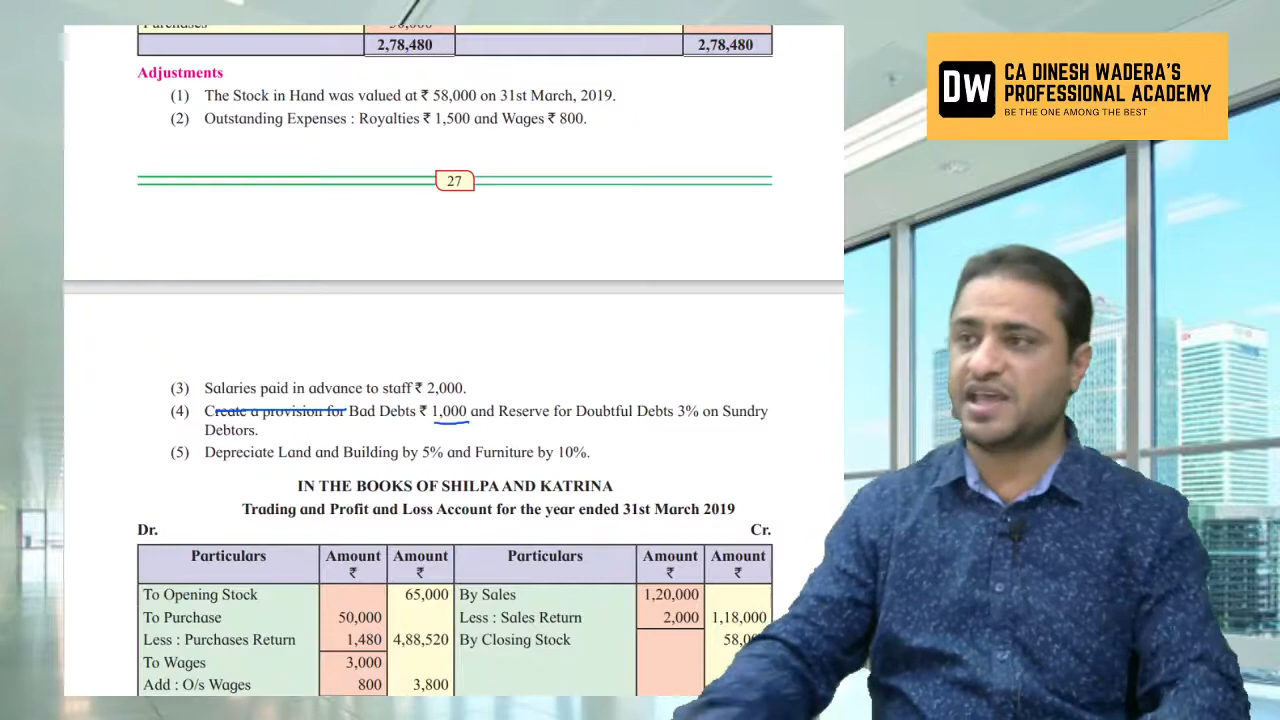 2,78,480 2,78,480
Adjustments
(1) The Stock in Hand was valued at ₹ 58,000 on 31st March, 2019.
(2) Outstanding Expenses : Royalties ₹ 1,500 and Wages ₹ 800.
27
(3) Salaries paid in advance to staff ₹ 2,000.
(4) Create a provision for Bad Debts ₹ 1,000 and Reserve for Doubtful Debts 3% on Sundry
Debtors.
(5) Depreciate Land and Building by 5% and Furniture by 10%.
IN THE BOOKS OF SHILPA AND KATRINA
Trading and Profit and Loss Account for the year ended 31st March 2019
Dr. Cr.
Particulars Amount ₹ Amount ₹ Particulars Amount ₹ Amount ₹
To Opening Stock 65,000 By Sales 1,20,000
To Purchase 50,000 Less : Sales Return 2,000 1,18,000
Less : Purchases Return 1,480 4,88,520 By Closing Stock
To Wages 3,000
Add : O/s Wages 800 3,800
DW
CA DINESH WADERA'S
PROFESSIONAL ACADEMY
BE THE ONE AMONG THE BEST